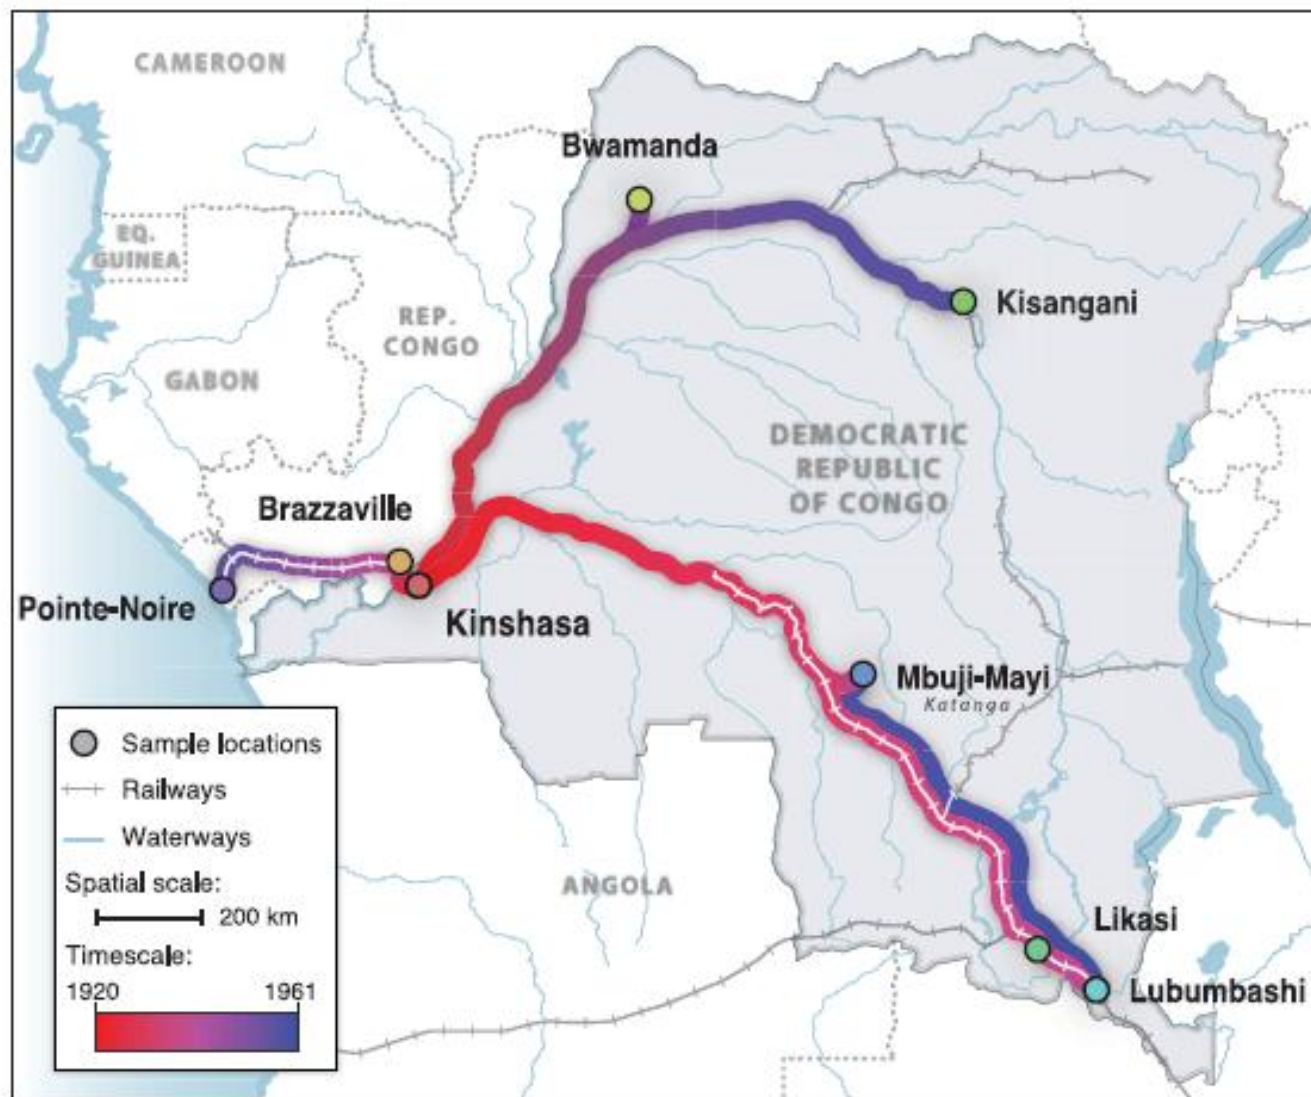 CAMEROON
Bwamanda
EQ.
GUINEA
Kisangani
REP.
CONGO
GABON
DEMOCRATIC
REPUBLIC
OF CONGO
Brazzaville
Pointe-Noire
Kinshasa
Mbuji-Mayi
Katanga
ANGOLA
Likasi
Lubumbashi
Sample locations
Railways
Waterways
Spatial scale:
200 km
Timescale:
1920 1961